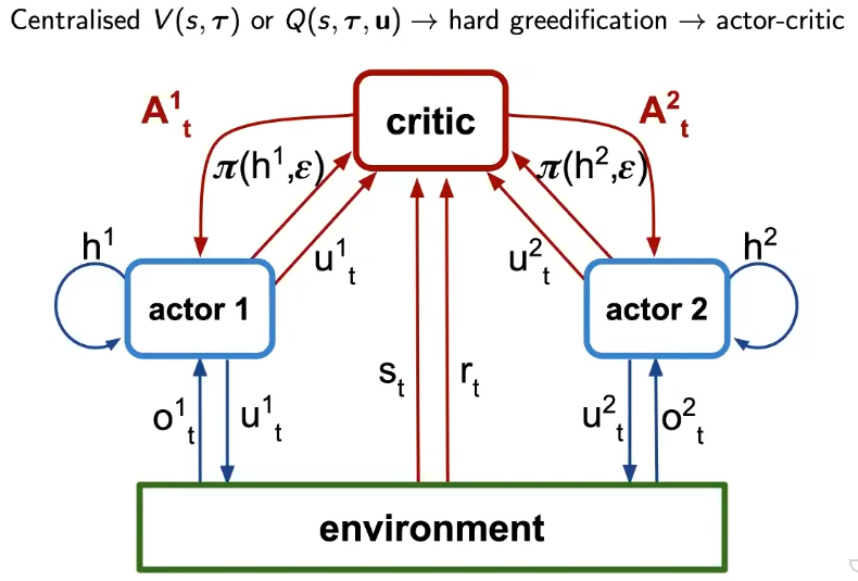 Centralised V(s, τ) or Q(s, τ, u) → hard greedification → actor-critic
A¹ₜ
critic
A²ₜ
π(h¹,ε)
π(h²,ε)
h¹
u¹ₜ
u²ₜ
h²
actor 1
actor 2
sₜ
rₜ
o¹ₜ
u¹ₜ
u²ₜ
o²ₜ
environment